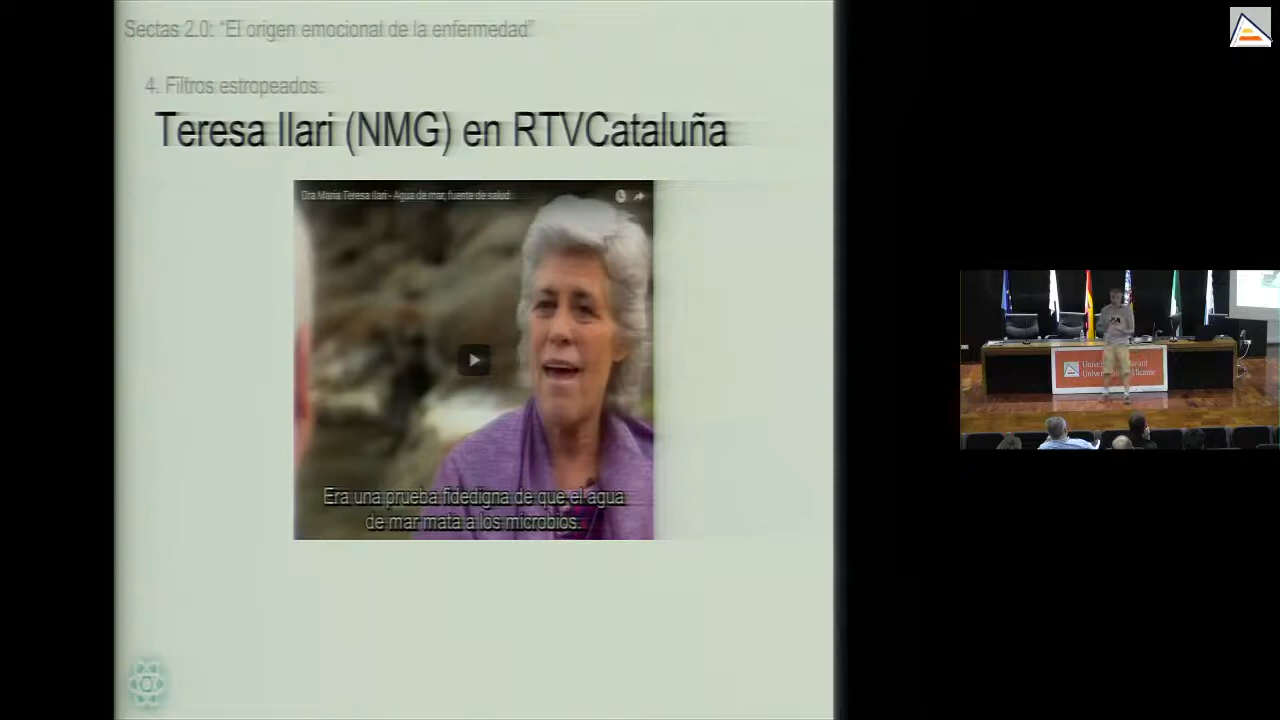 Sectas 2.0: "El origen emocional de la enfermedad"
4. Filtros estropeados.
Teresa Ilari (NMG) en RTVCataluña
Dra Maria Teresa Ilari - Agua de mar, fuente de salud
Era una prueba fidedigna de que el agua
de mar mata a los microbios.